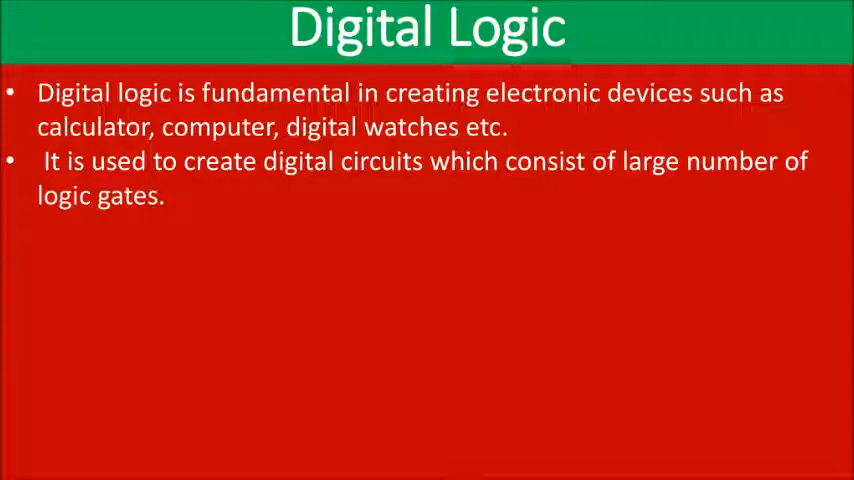 Digital Logic
• Digital logic is fundamental in creating electronic devices such as
calculator, computer, digital watches etc.
• It is used to create digital circuits which consist of large number of
logic gates.